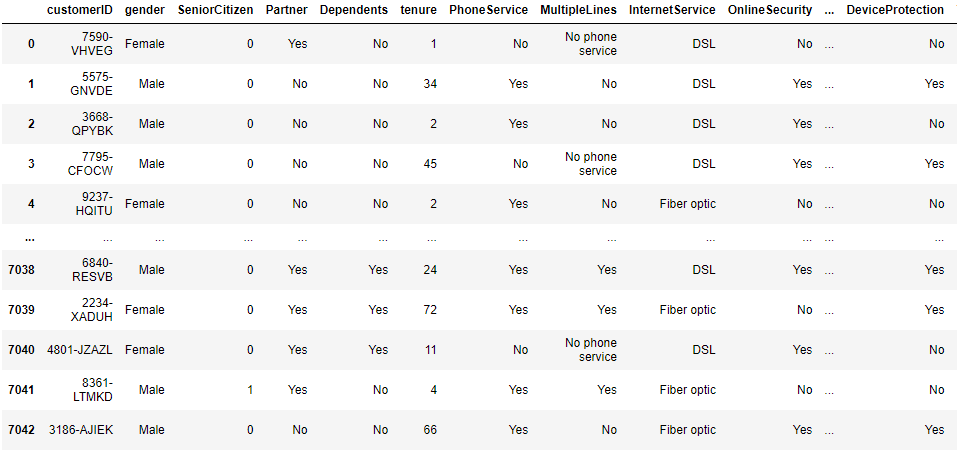 customerID gender SeniorCitizen Partner Dependents tenure PhoneService MultipleLines InternetService OnlineSecurity ... DeviceProtection
0 7590-VHVEG Female 0 Yes No 1 No No phone service DSL No ... No
1 5575-GNVDE Male 0 No No 34 Yes No DSL Yes ... Yes
2 3668-QPYBK Male 0 No No 2 Yes No DSL Yes ... No
3 7795-CFOCW Male 0 No No 45 No No phone service DSL Yes ... Yes
4 9237-HQITU Female 0 No No 2 Yes No Fiber optic No ... No
... ... ... ... ... ... ... ... ... ... ... ... ...
7038 6840-RESVB Male 0 Yes Yes 24 Yes Yes DSL Yes ... Yes
7039 2234-XADUH Female 0 Yes Yes 72 Yes Yes Fiber optic No ... Yes
7040 4801-JZAZL Female 0 Yes Yes 11 No No phone service DSL Yes ... No
7041 8361-LTMKD Male 1 Yes No 4 Yes Yes Fiber optic No ... No
7042 3186-AJIEK Male 0 No No 66 Yes No Fiber optic Yes ... Yes